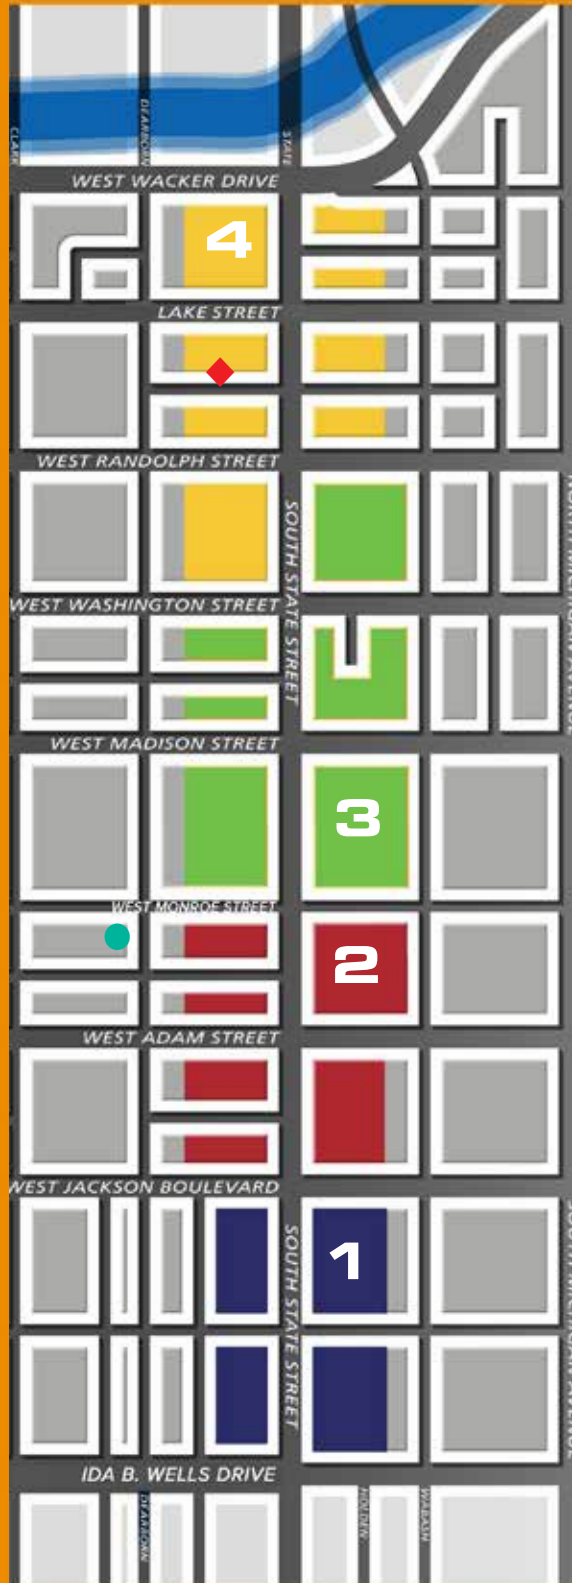 CLARK
DEARBORN
STATE
WEST WACKER DRIVE
4
LAKE STREET
WEST RANDOLPH STREET
SOUTH STATE STREET
WEST WASHINGTON STREET
WEST MADISON STREET
3
WEST MONROE STREET
2
WEST ADAM STREET
WEST JACKSON BOULEVARD
1
SOUTH STATE STREET
IDA B. WELLS DRIVE
DEARBORN
HOLDEN
WABASH